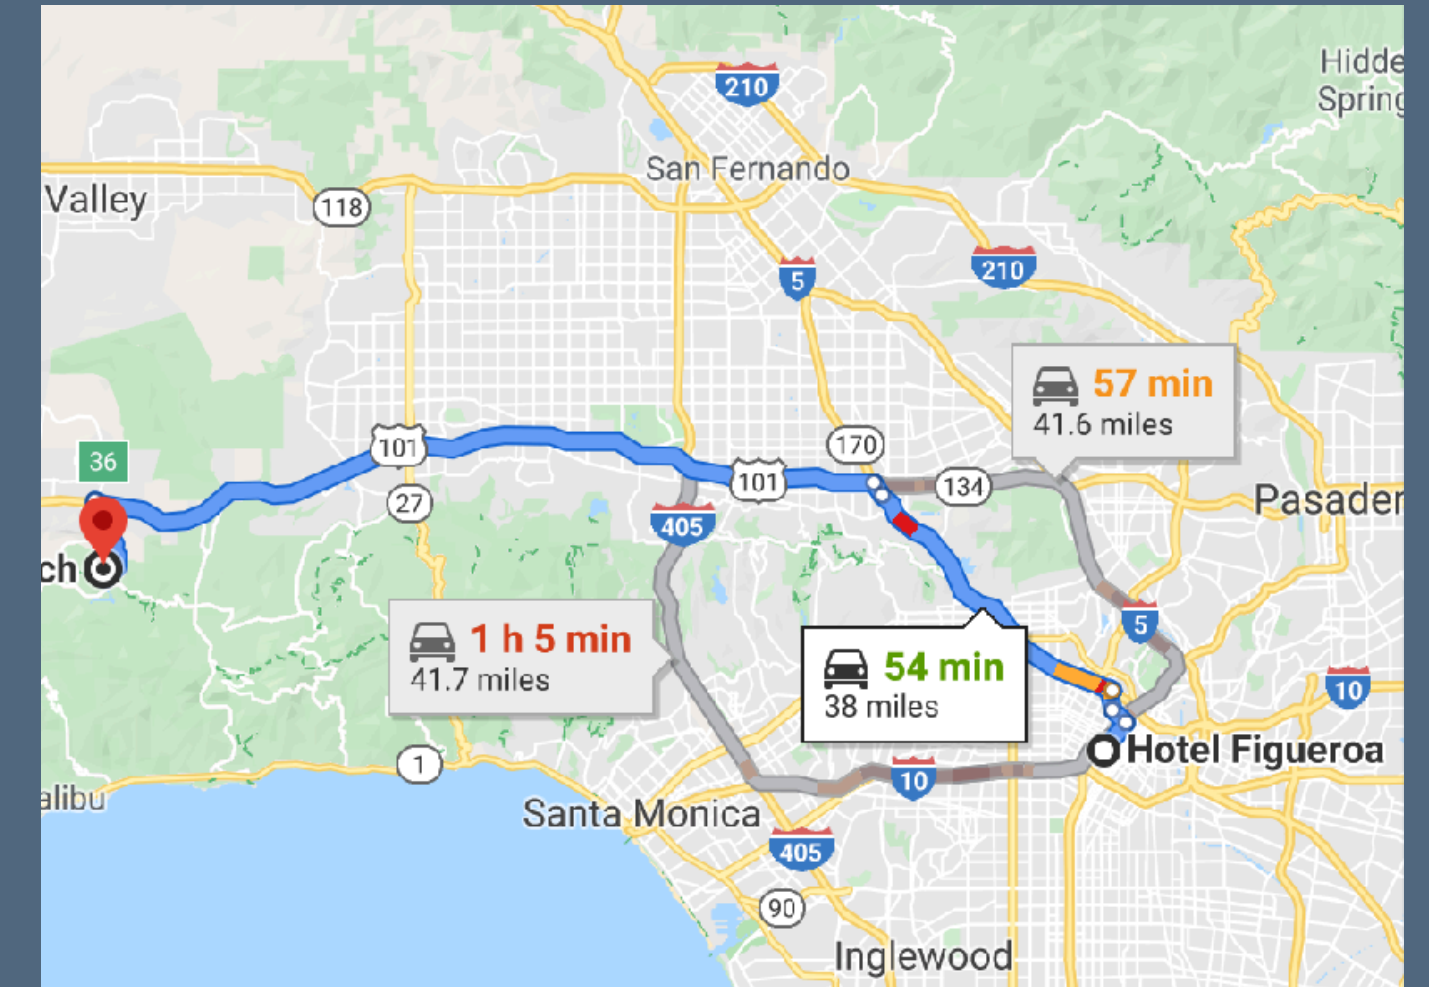 Hidde
Spring
210
San Fernando
Valley
118
5
210
57 min
41.6 miles
101
170
36
101
134
27
405
Pasader
ch
1 h 5 min
41.7 miles
5
54 min
38 miles
10
Hotel Figueroa
1
10
alibu
Santa Monica
405
90
Inglewood